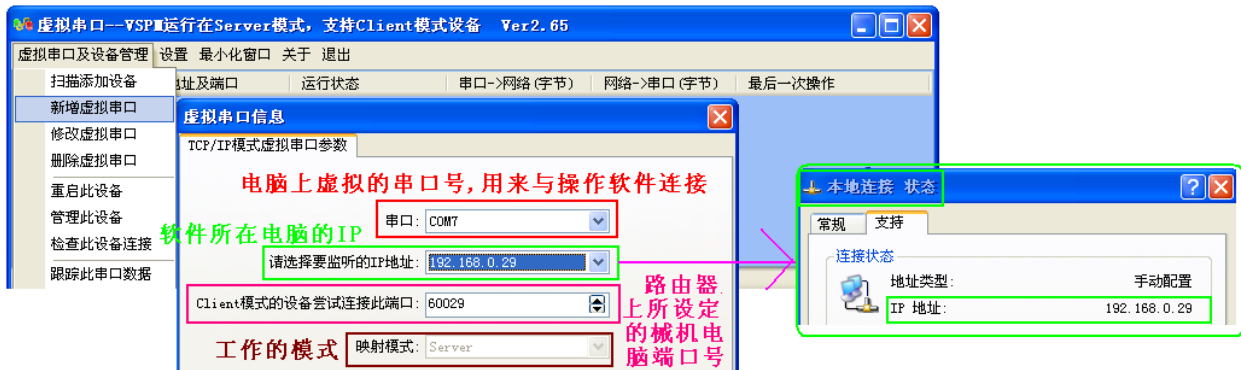 虚拟串口--VSPM运行在Server模式，支持Client模式设备 Ver2.65
虚拟串口及设备管理 设置 最小化窗口 关于 退出
扫描添加设备
新增虚拟串口
修改虚拟串口
删除虚拟串口
重启此设备
管理此设备
检查此设备连接
跟踪此串口数据
址及端口 运行状态 串口->网络(字节) 网络->串口(字节) 最后一次操作
虚拟串口信息
TCP/IP模式虚拟串口参数
电脑上虚拟的串口号,用来与操作软件连接
串口: COM7
软件所在电脑的IP
请选择要监听的IP地址: 192.168.0.29
Client模式的设备尝试连接此端口: 60029
路由器
上所设定
的械机电
脑端口号
工作的模式
映射模式: Server
本地连接 状态
常规 支持
连接状态
地址类型: 手动配置
IP 地址: 192.168.0.29